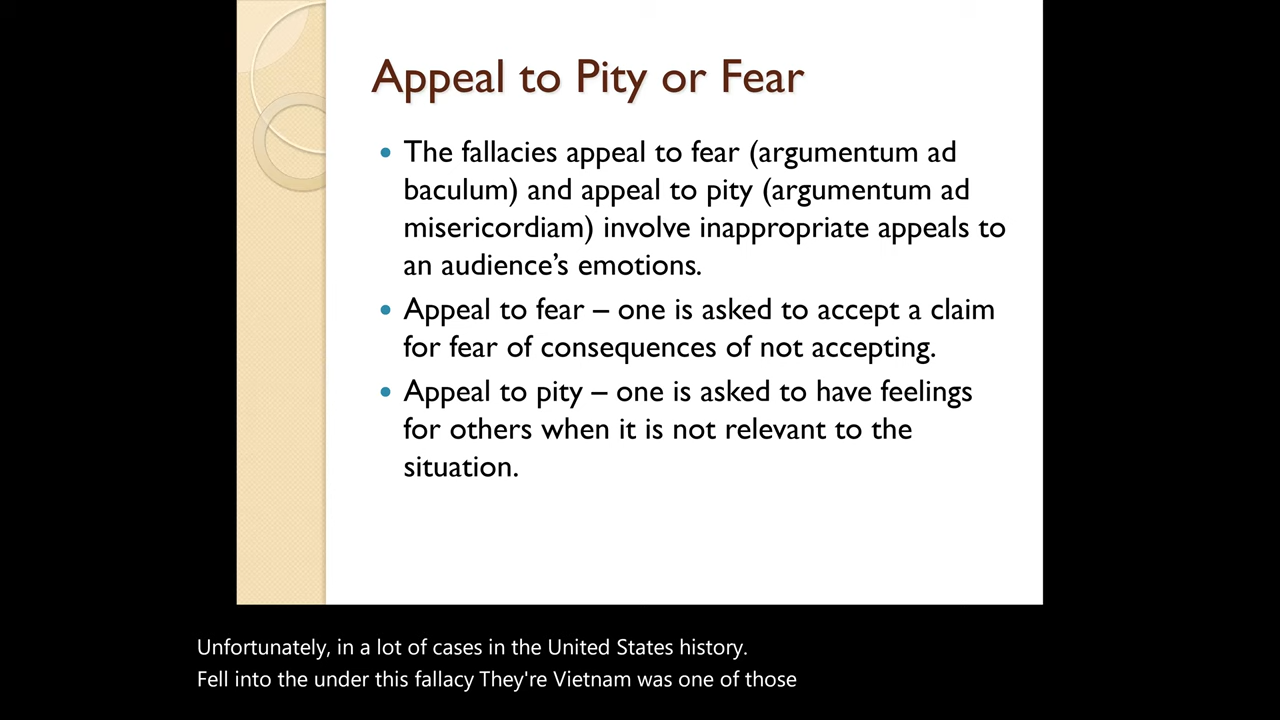 Appeal to Pity or Fear
• The fallacies appeal to fear (argumentum ad
baculum) and appeal to pity (argumentum ad
misericordiam) involve inappropriate appeals to
an audience’s emotions.
• Appeal to fear – one is asked to accept a claim
for fear of consequences of not accepting.
• Appeal to pity – one is asked to have feelings
for others when it is not relevant to the
situation.
Unfortunately, in a lot of cases in the United States history.
Fell into the under this fallacy They're Vietnam was one of those